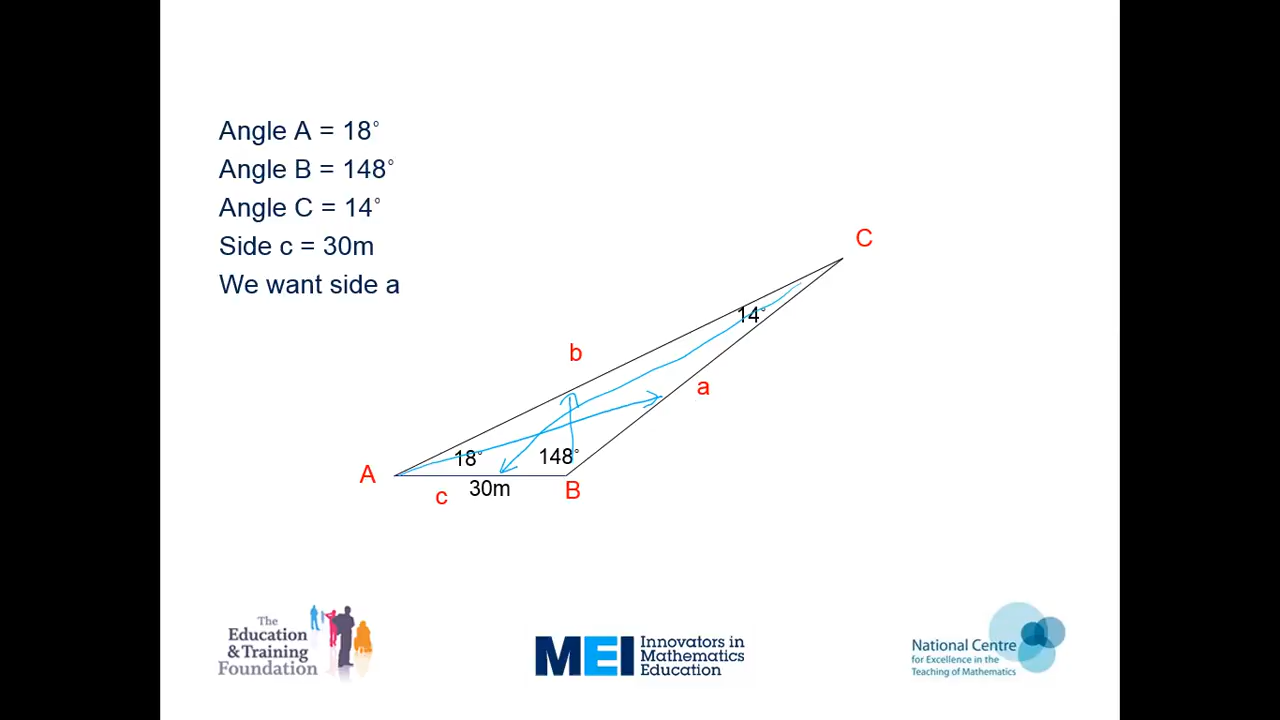 Angle A = 18°
Angle B = 148°
Angle C = 14°
Side c = 30m
We want side a
C
14°
b
a
18°
148°
A
c
30m
B
The
Education
& Training
Foundation
MEI
Innovators in
Mathematics
Education
National Centre
for Excellence in the
Teaching of Mathematics